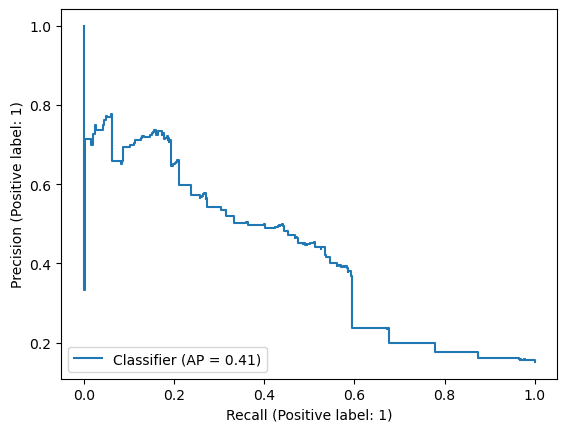 1.0
0.8
0.6
0.4
0.2
Precision (Positive label: 1)
Classifier (AP = 0.41)
0.0 0.2 0.4 0.6 0.8 1.0
Recall (Positive label: 1)